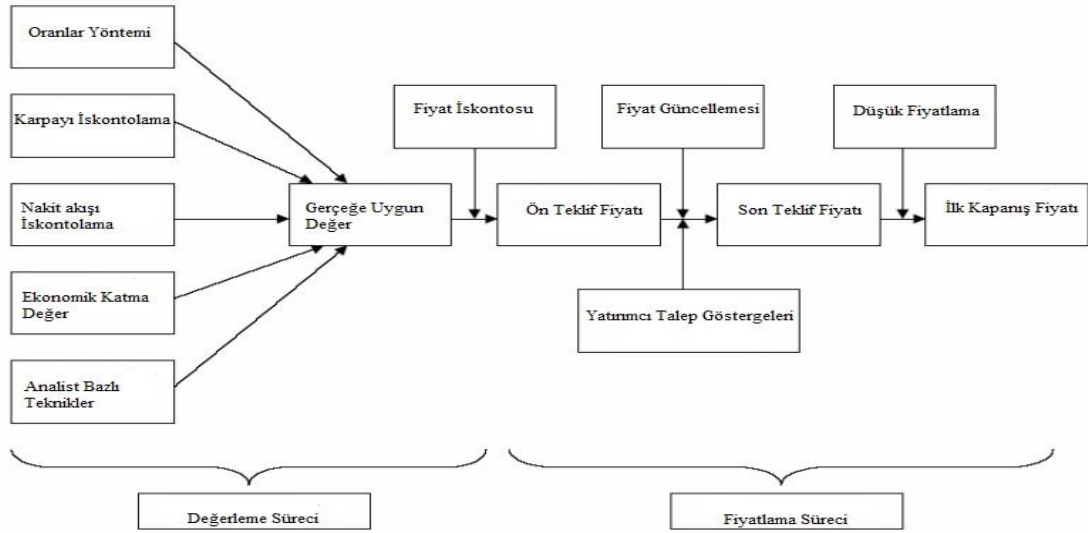 Oranlar Yöntemi
Karpayı İskontolama
Nakit akışı
İskontolama
Ekonomik Katma
Değer
Analist Bazlı
Teknikler
Gerçeğe Uygun
Değer
Fiyat İskontosu
Ön Teklif Fiyatı
Fiyat Güncellemesi
Yatırımcı Talep Göstergeleri
Son Teklif Fiyatı
Düşük Fiyatlama
İlk Kapanış Fiyatı
Değerleme Süreci
Fiyatlama Süreci